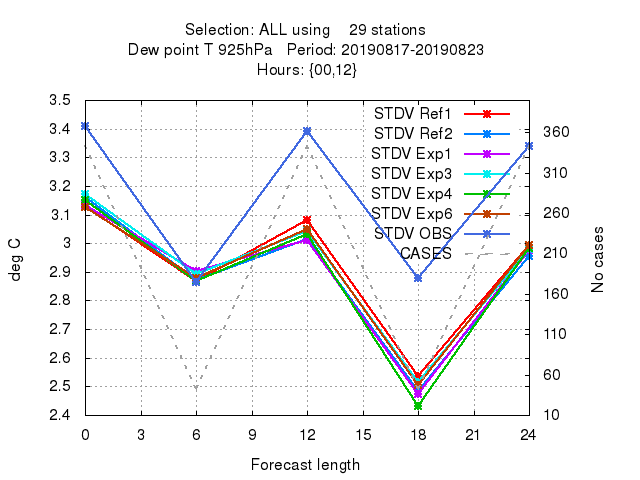 Selection: ALL using 29 stations
Dew point T 925hPa Period: 20190817-20190823
Hours: {00,12}
STDV Ref1
STDV Ref2
STDV Exp1
STDV Exp3
STDV Exp4
STDV Exp6
STDV OBS
CASES
3.5
3.4
3.3
3.2
3.1
3
2.9
2.8
2.7
2.6
2.5
2.4
deg C
360
310
260
210
160
110
60
10
No cases
0 3 6 9 12 15 18 21 24
Forecast length